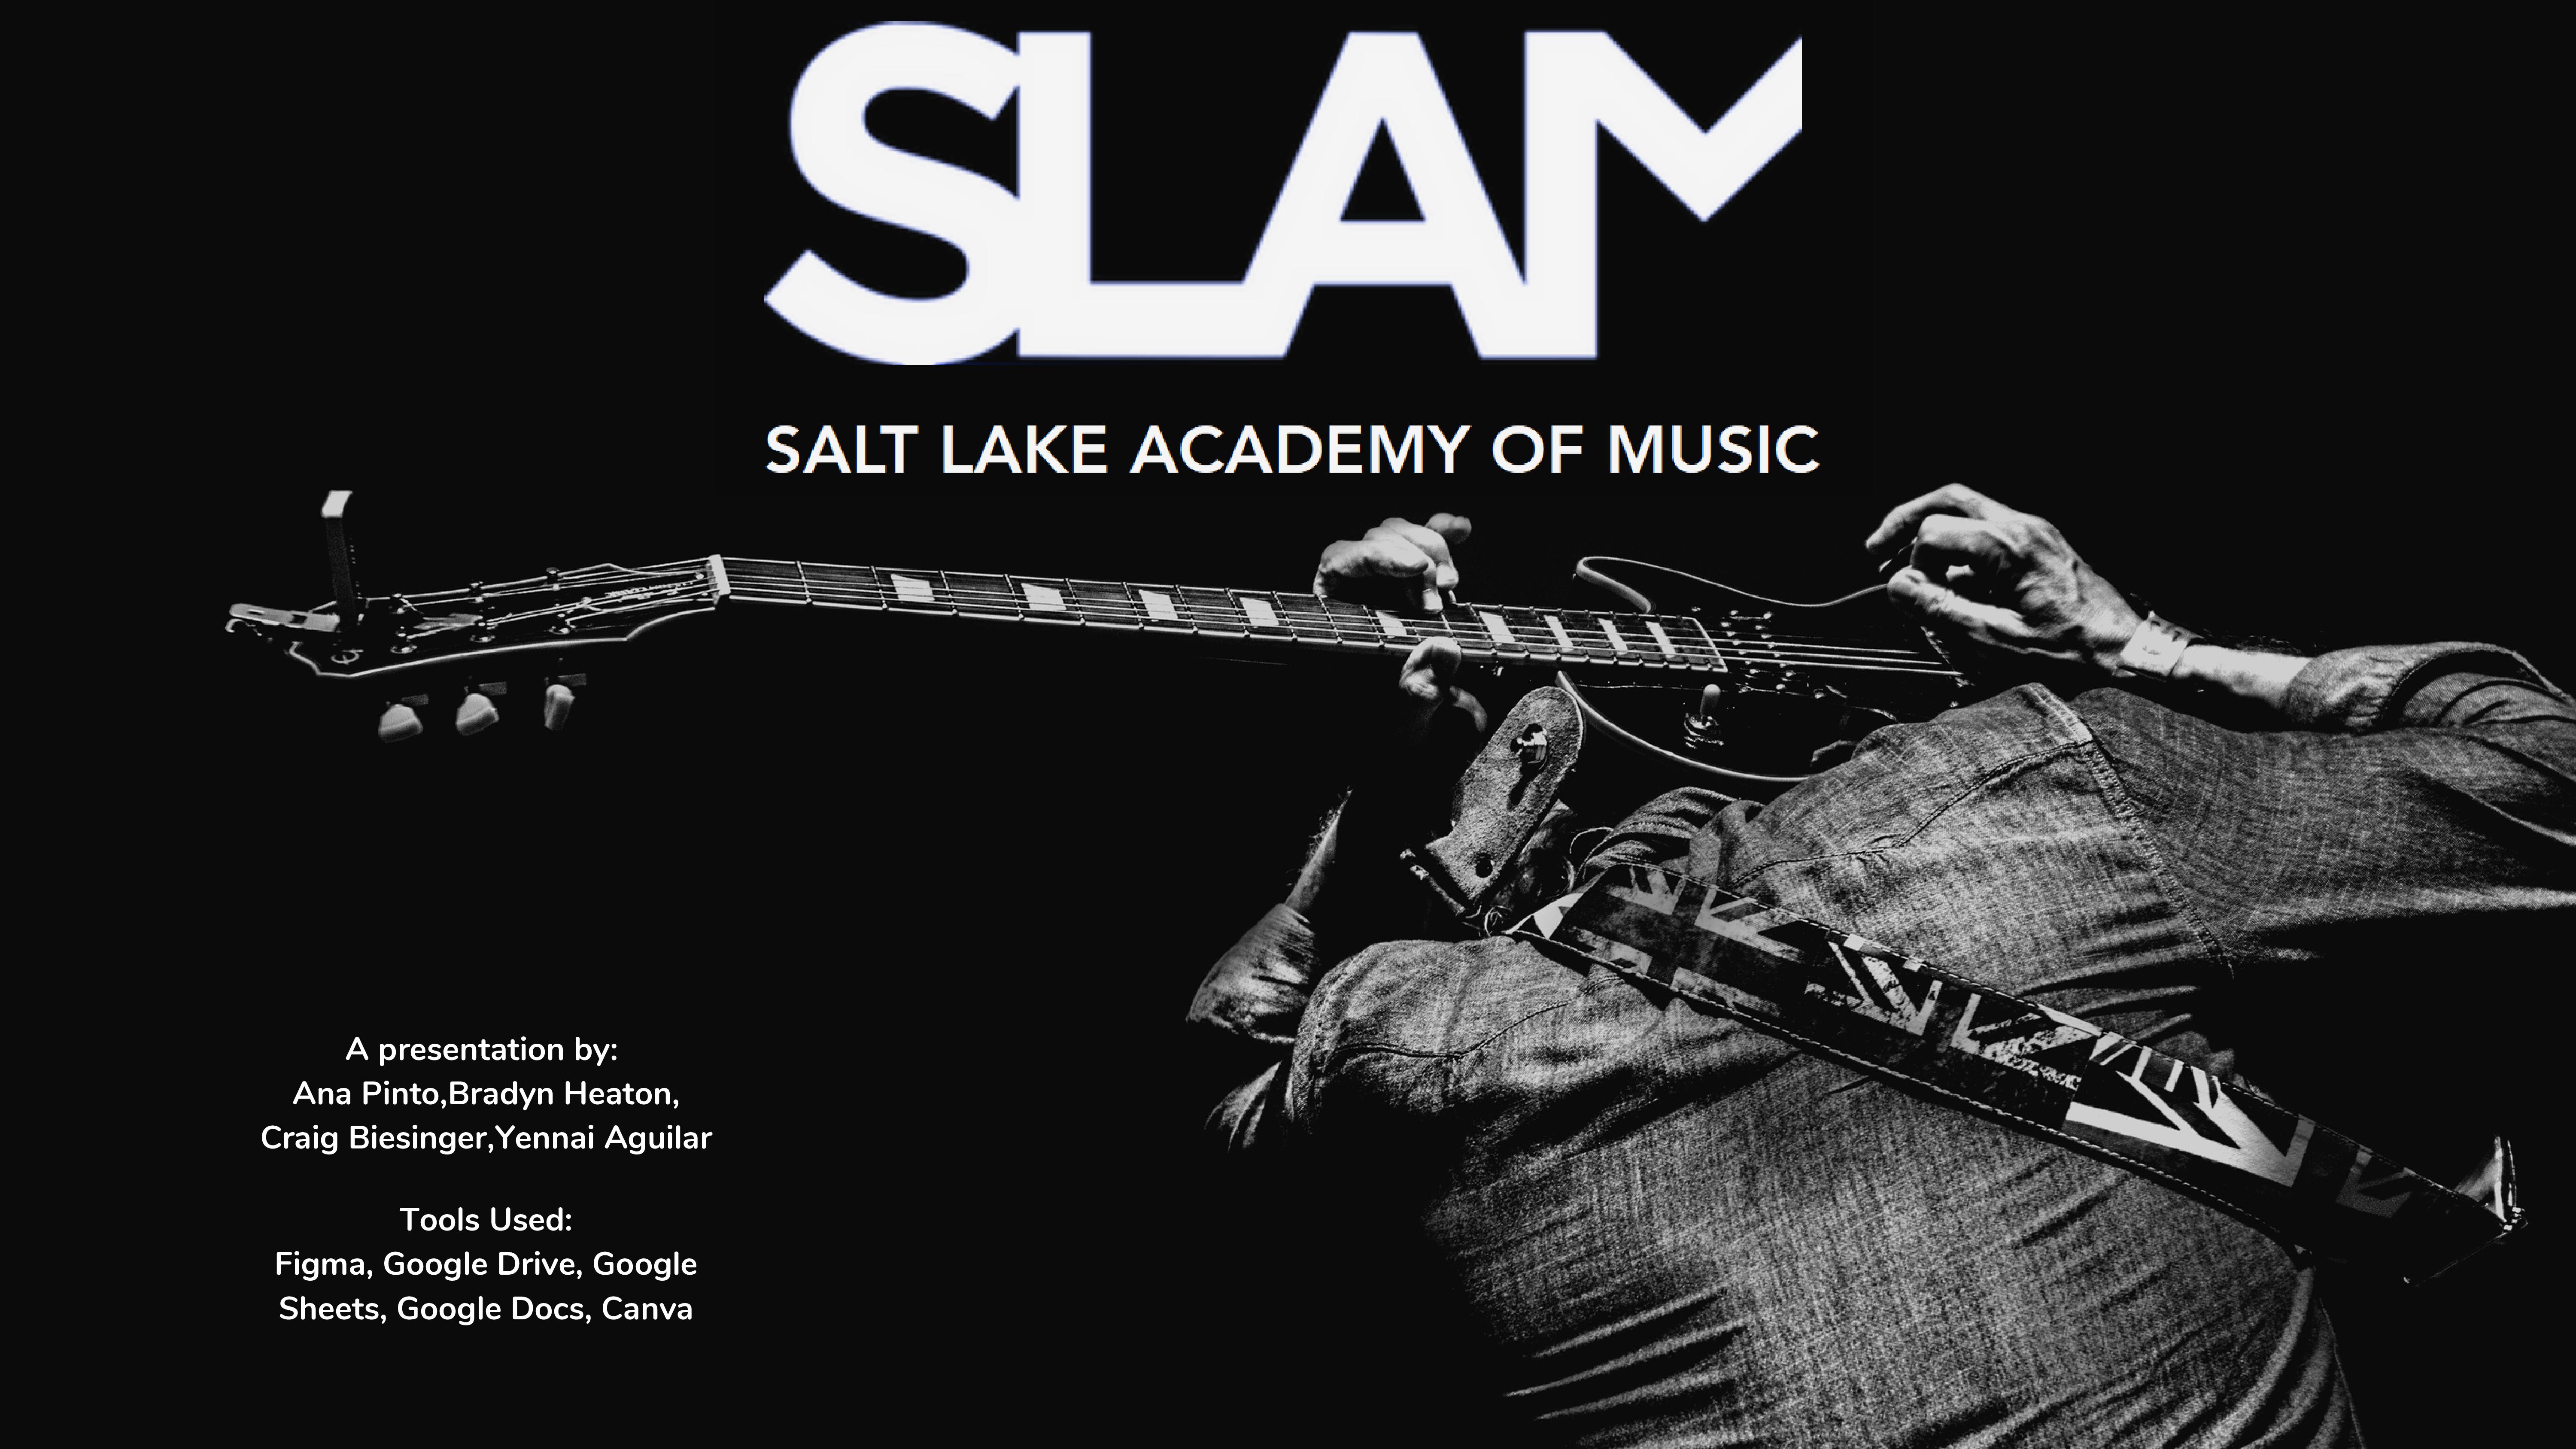 SLAM
SALT LAKE ACADEMY OF MUSIC
A presentation by:
Ana Pinto,Bradyn Heaton,
Craig Biesinger,Yennai Aguilar
Tools Used:
Figma, Google Drive, Google
Sheets, Google Docs, Canva